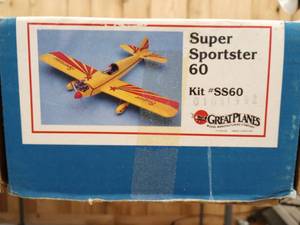 Super
Sportster
60
Kit #SS60
GREAT PLANES